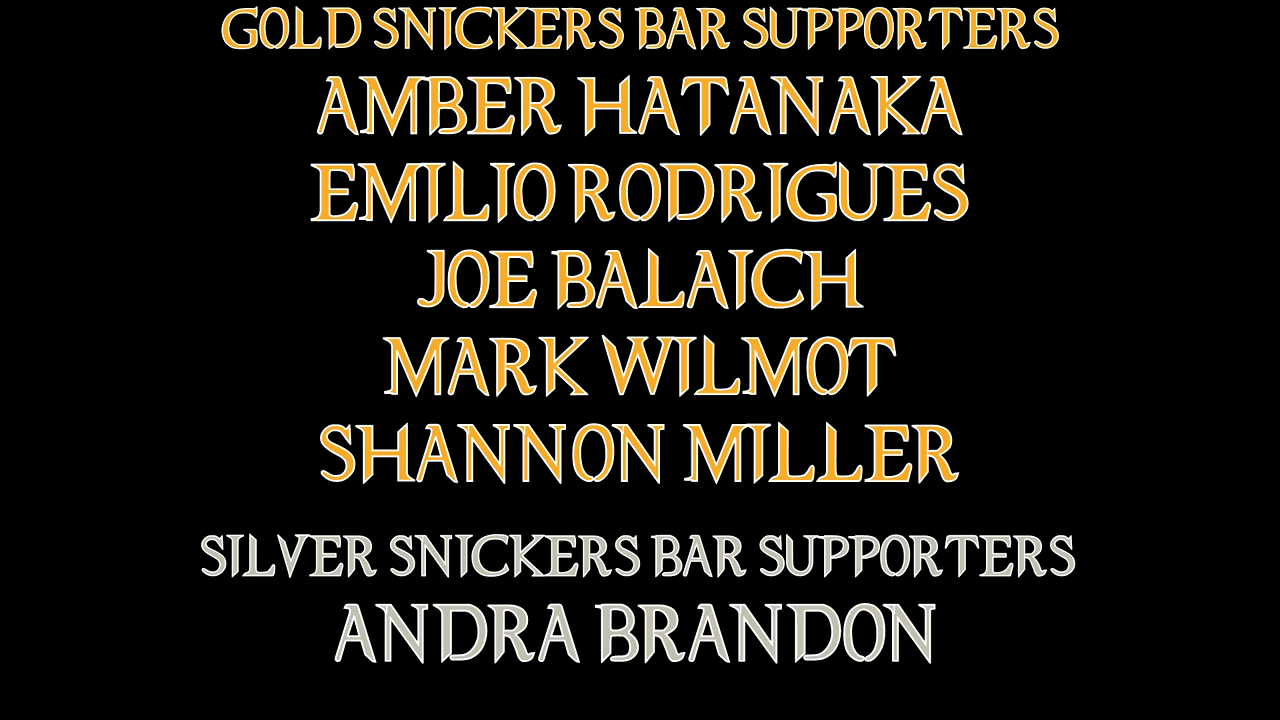 GOLD SNICKERS BAR SUPPORTERS
AMBER HATANAKA
EMILIO RODRIGUES
JOE BALAICH
MARK WILMOT
SHANNON MILLER
SILVER SNICKERS BAR SUPPORTERS
ANDRA BRANDON